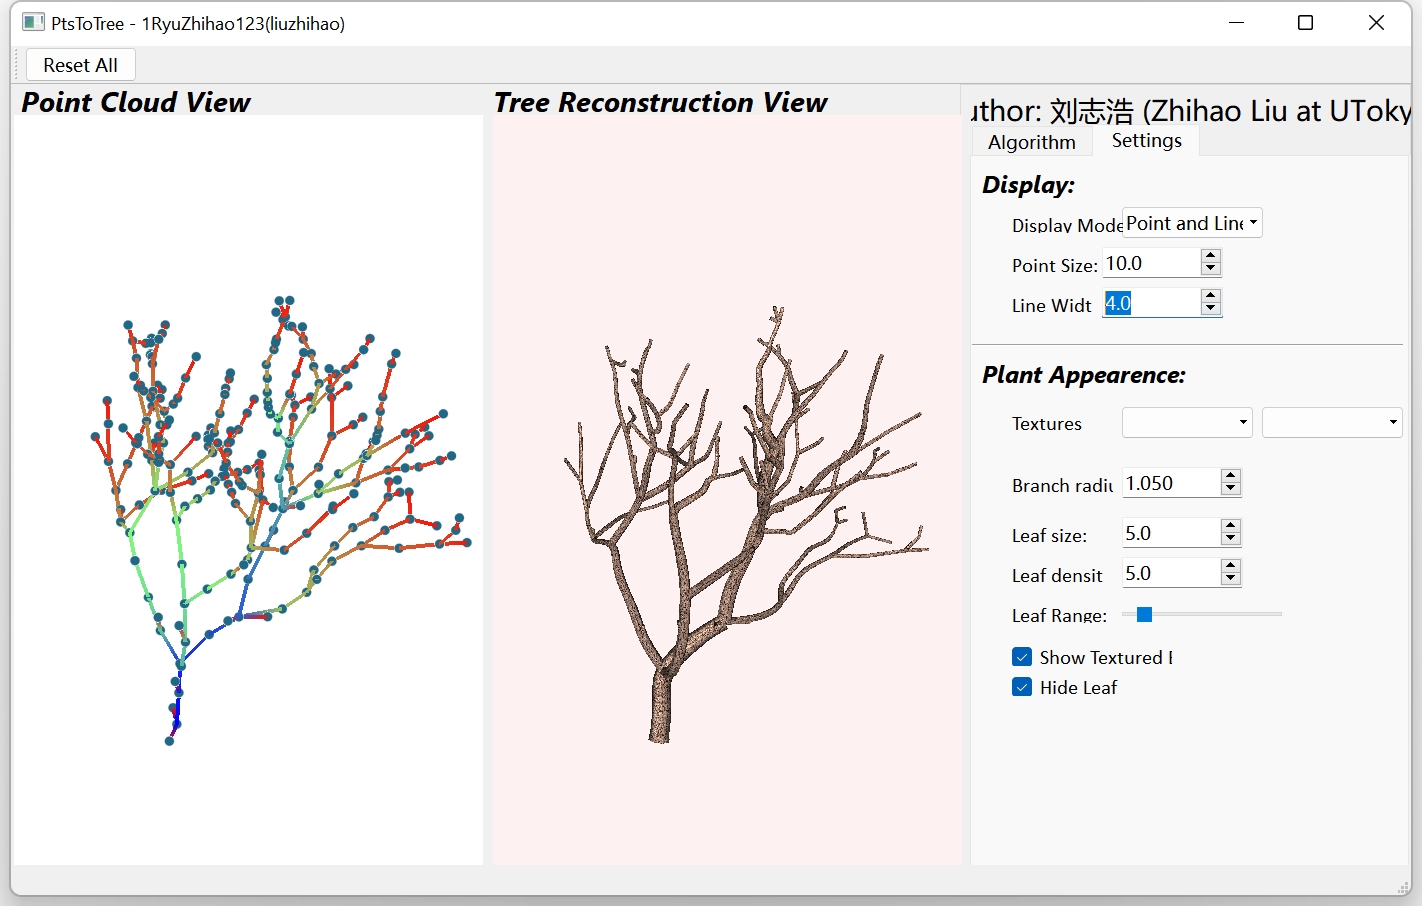 PtsToTree - 1RyuZhihao123(liuzhihao)
Reset All
Point Cloud View
Tree Reconstruction View
uthor: 刘志浩 (Zhihao Liu at UToky
Algorithm
Settings
Display:
Display Mode
Point and Line
Point Size:
10.0
Line Widt
4.0
Plant Appearence:
Textures
Branch radiu
1.050
Leaf size:
5.0
Leaf densit
5.0
Leaf Range:
Show Textured B
Hide Leaf